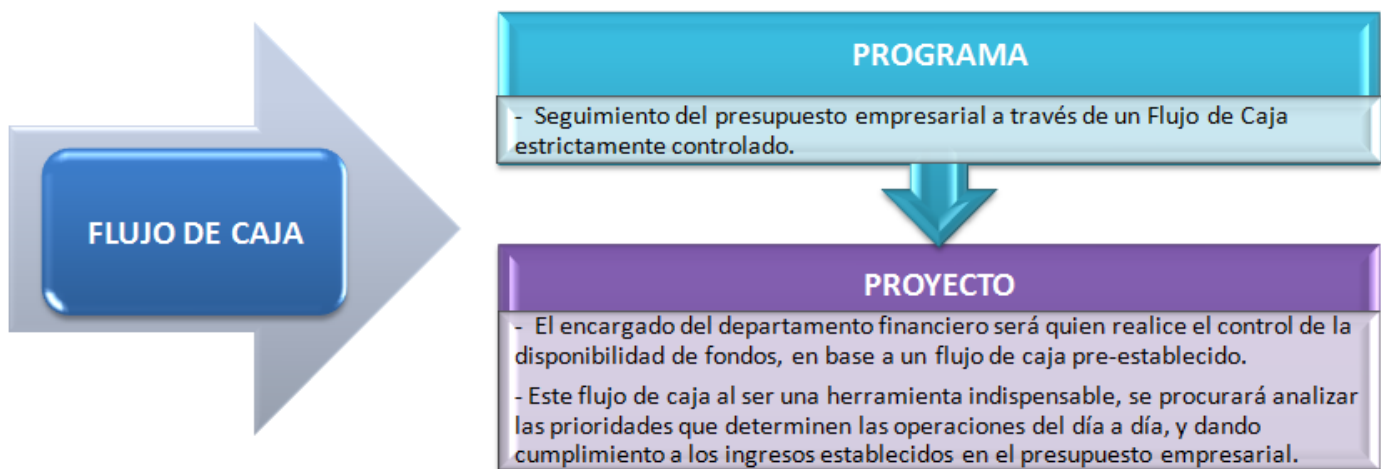 FLUJO DE CAJA
PROGRAMA
- Seguimiento del presupuesto empresarial a través de un Flujo de Caja
estrictamente controlado.
PROYECTO
- El encargado del departamento financiero será quien realice el control de la
disponibilidad de fondos, en base a un flujo de caja pre-establecido.
- Este flujo de caja al ser una herramienta indispensable, se procurará analizar
las prioridades que determinen las operaciones del día a día, y dando
cumplimiento a los ingresos establecidos en el presupuesto empresarial.